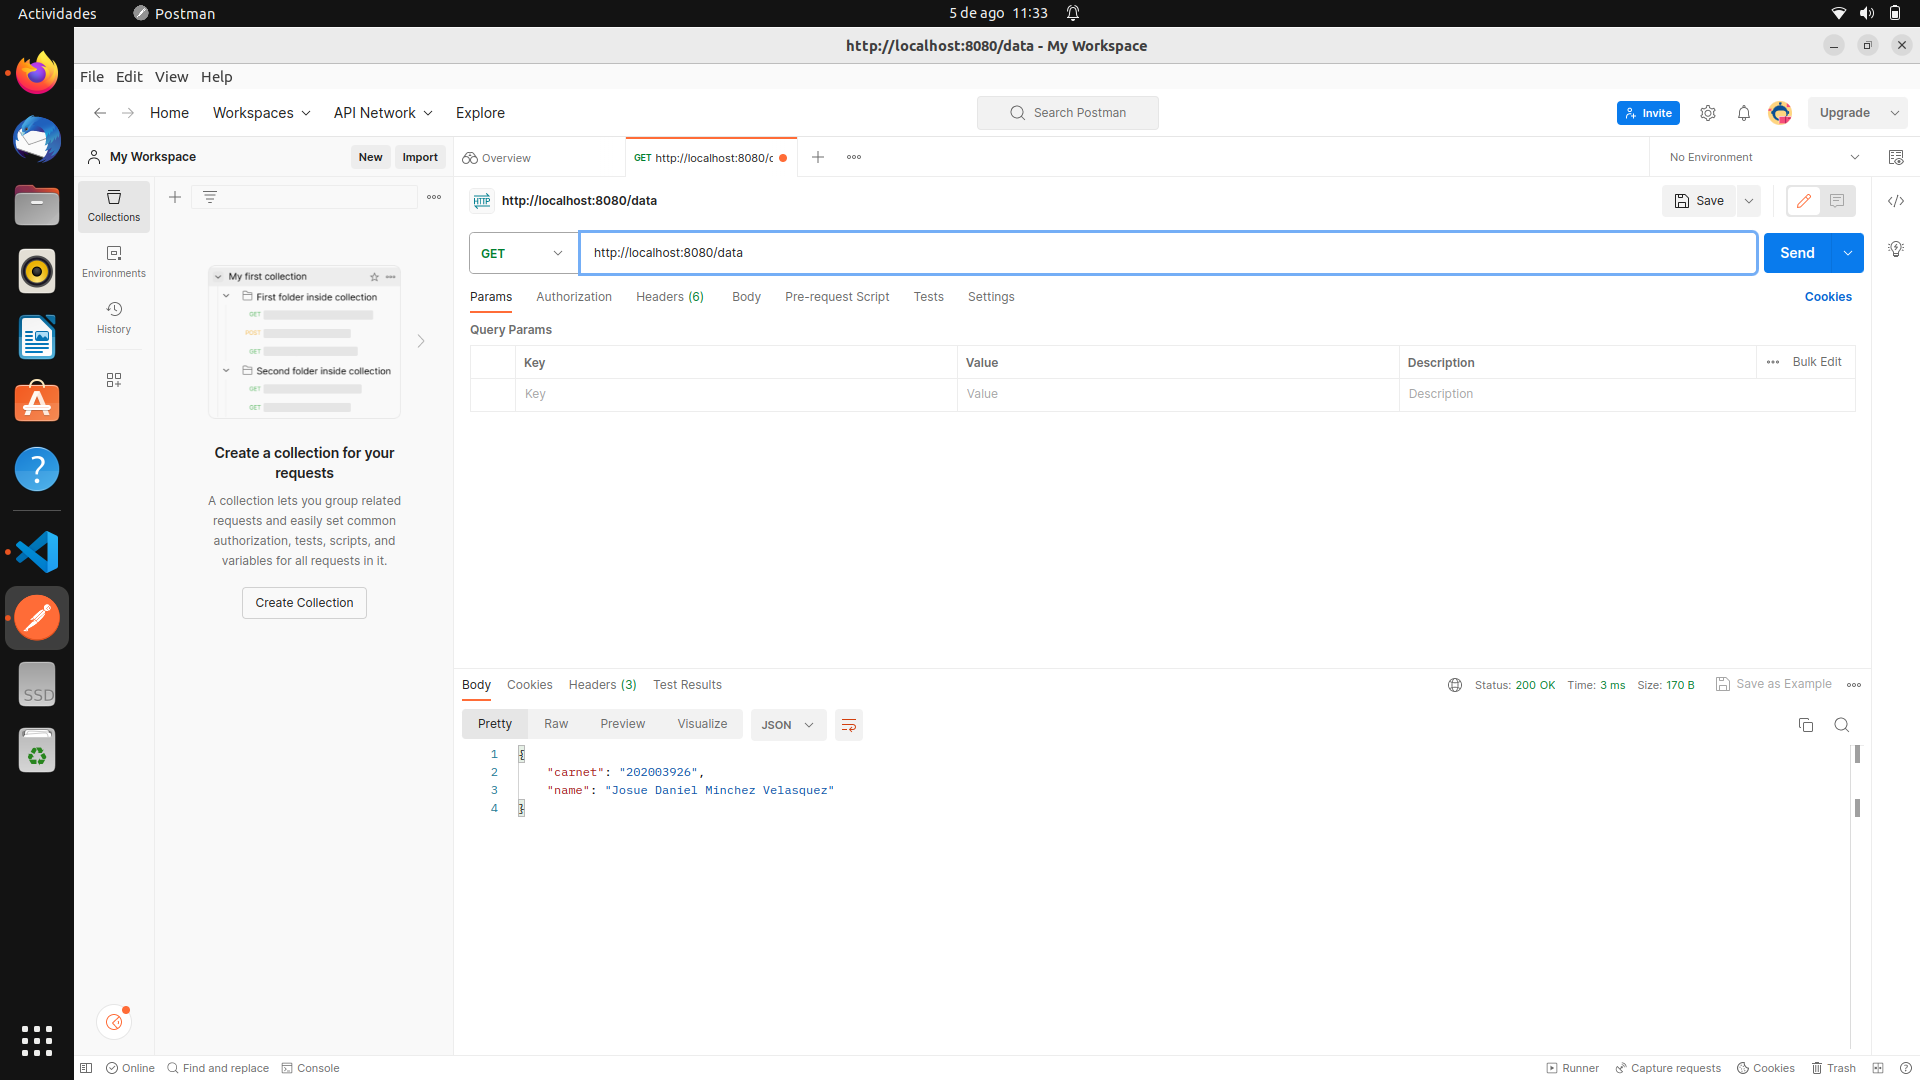 Actividades
Postman
5 de ago 11:33
http://localhost:8080/data - My Workspace
File Edit View Help
Home Workspaces API Network Explore
Search Postman
Invite
Upgrade
My Workspace
New
Import
Overview
GET http://localhost:8080/c
No Environment
Collections
Environments
History
My first collection
First folder inside collection
GET
POST
GET
Second folder inside collection
GET
GET
Create a collection for your
requests
A collection lets you group related
requests and easily set common
authorization, tests, scripts, and
variables for all requests in it.
Create Collection
HTTP http://localhost:8080/data
Save
GET
http://localhost:8080/data
Send
Params Authorization Headers (6) Body Pre-request Script Tests Settings
Cookies
Query Params
Key Value Description Bulk Edit
Key Value Description
Body Cookies Headers (3) Test Results
Status: 200 OK Time: 3 ms Size: 170 B Save as Example
Pretty Raw Preview Visualize JSON
1 {
2 "carnet": "202003926",
3 "name": "Josue Daniel Minchez Velasquez"
4 }
SSD
Online Find and replace Console
Runner Capture requests Cookies Trash